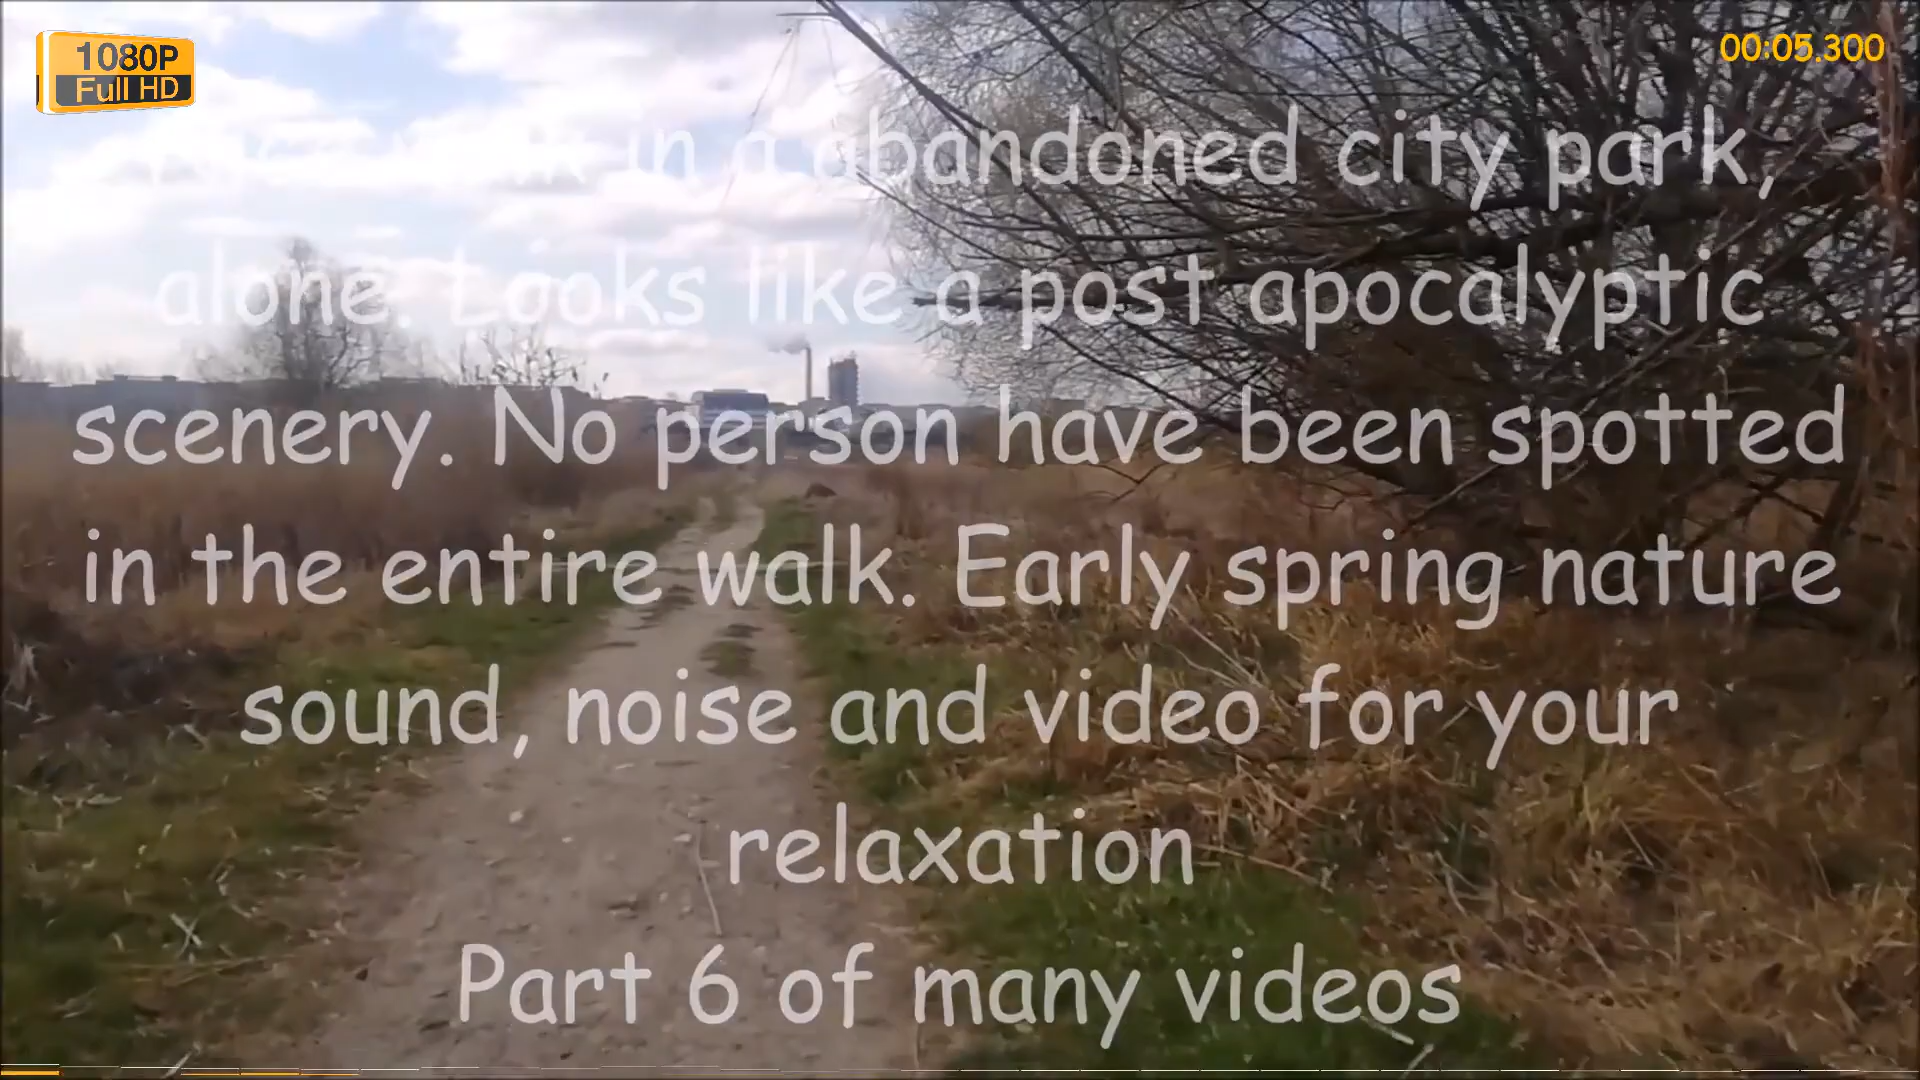 1080P
Full HD
00:05.300
in a abandoned city park,
alone. Looks like a post apocalyptic
scenery. No person have been spotted
in the entire walk. Early spring nature
sound, noise and video for your
relaxation
Part 6 of many videos